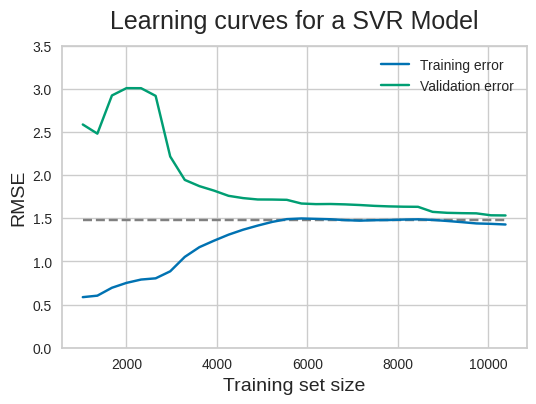 Learning curves for a SVR Model
3.5
3.0
2.5
2.0
1.5
1.0
0.5
0.0
RMSE
Training error
Validation error
2000 4000 6000 8000 10000
Training set size